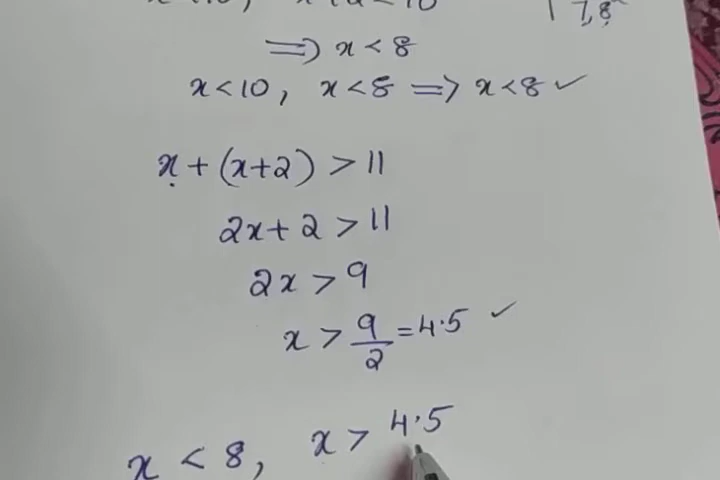 ⟹ x < 8
x < 10, x < 8 ⟹ x < 8 ✓
x + (x+2) > 11
2x + 2 > 11
2x > 9
x > 9/2 = 4.5 ✓
x < 8, x > 4.5